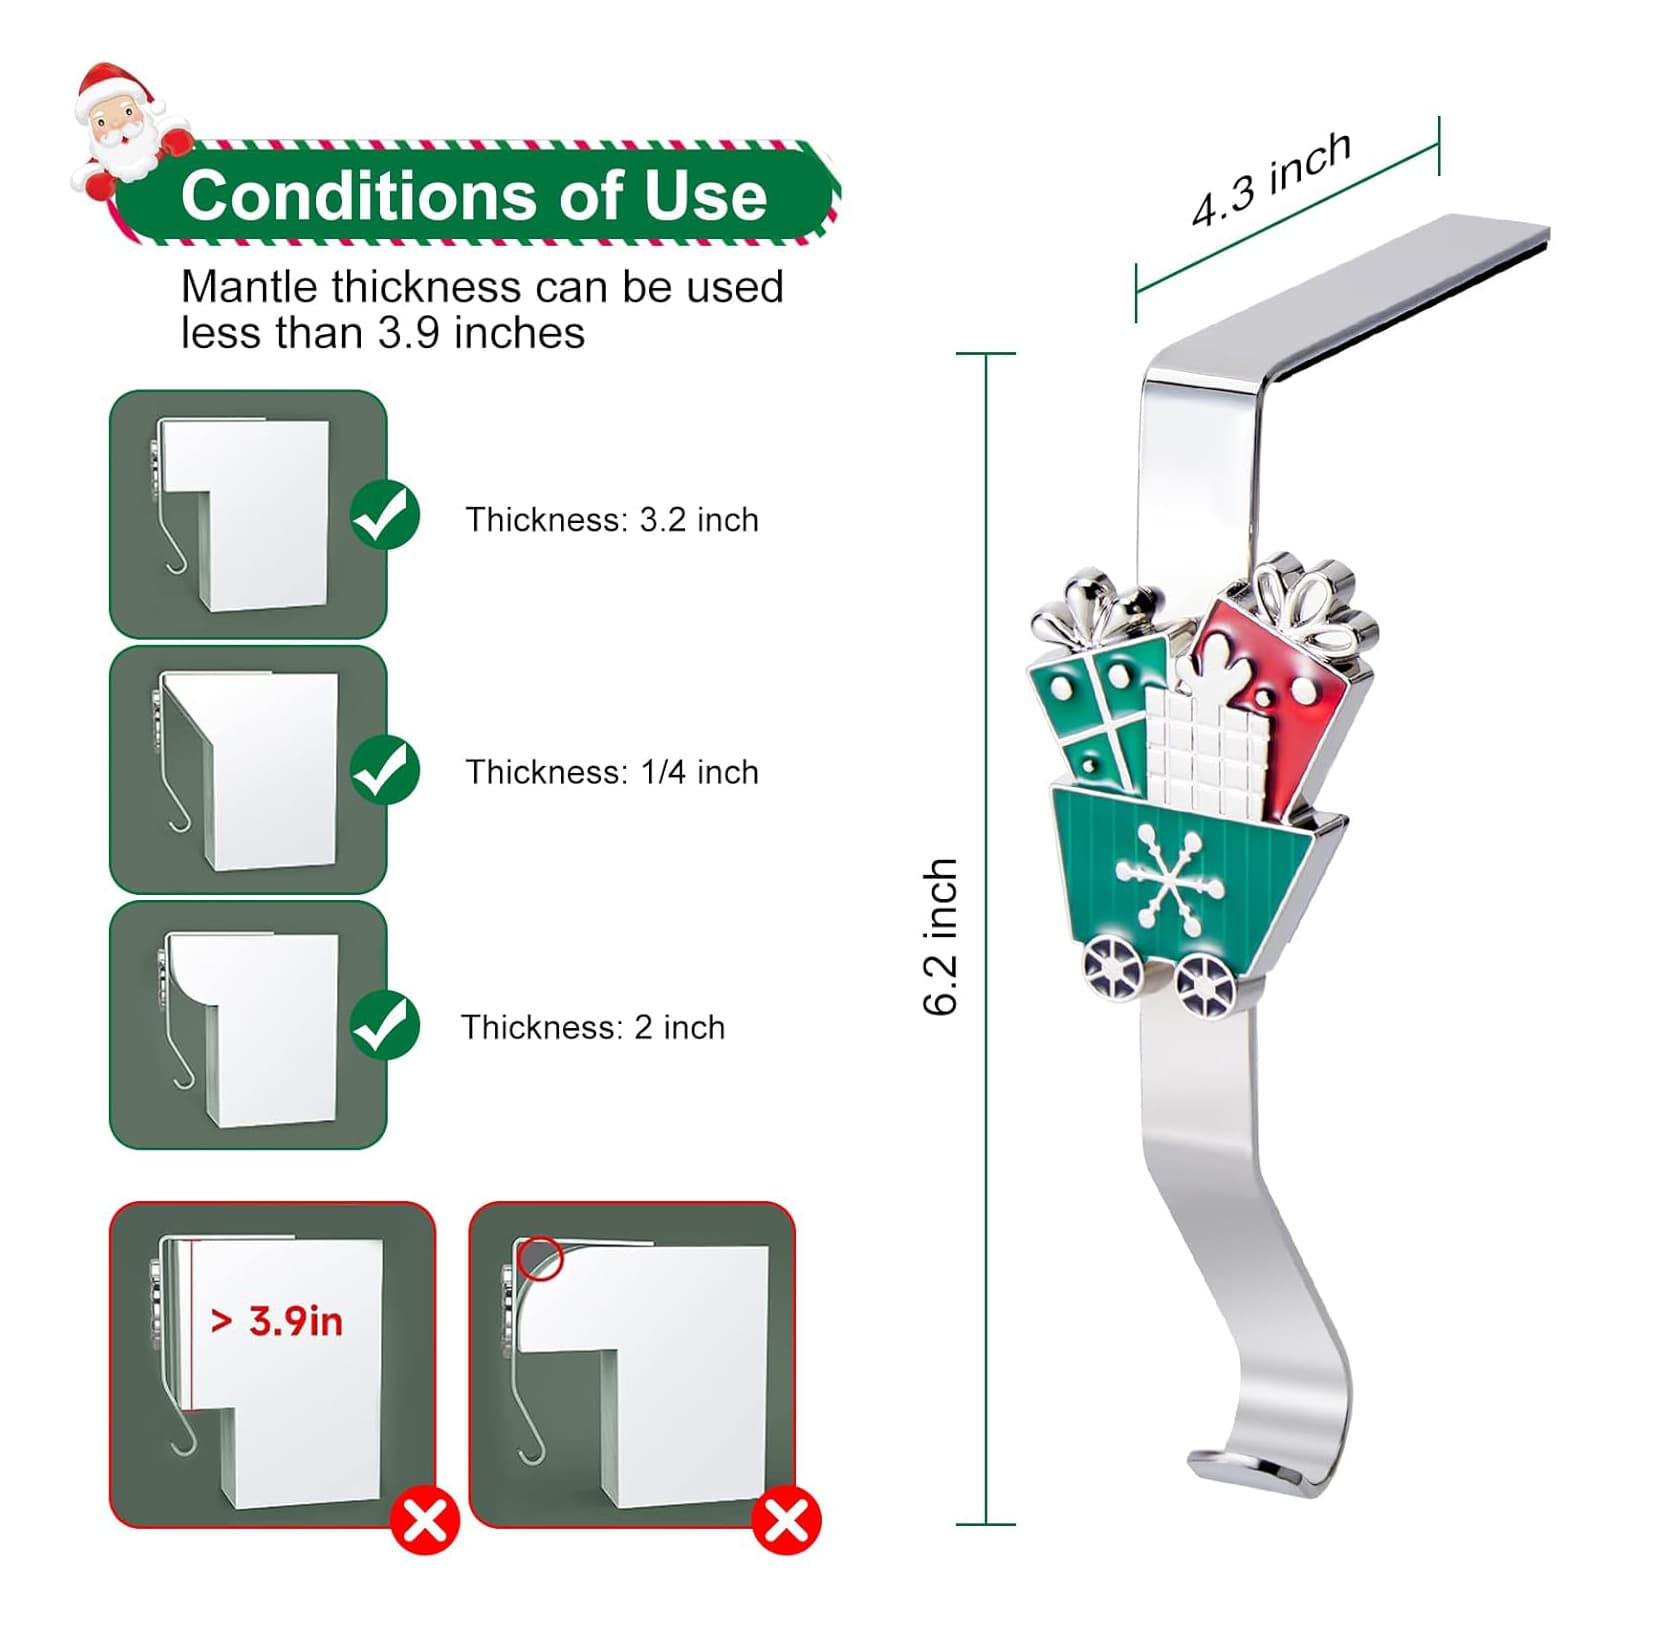 Conditions of Use
Mantle thickness can be used
less than 3.9 inches
Thickness: 3.2 inch
Thickness: 1/4 inch
Thickness: 2 inch
> 3.9in
4.3 inch
6.2 inch